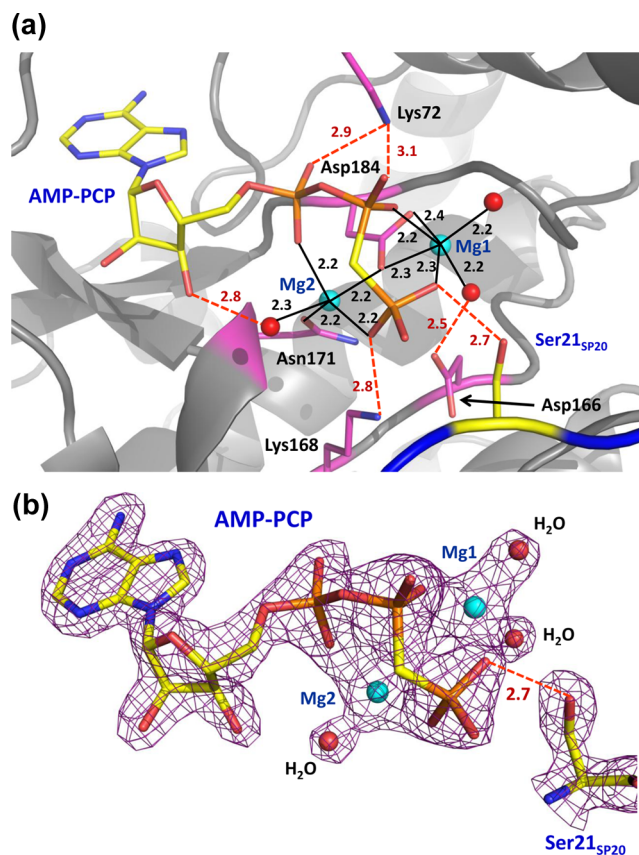 (a)
Lys72
2.9
3.1
Asp184
AMP-PCP
2.4
2.2
2.2
Mg1
2.2
2.3
2.3
2.2
Mg2
2.8
2.3
2.2
2.2
2.2
2.5
2.7
Ser21SP20
Asn171
2.8
Asp166
Lys168
(b)
AMP-PCP
H2O
Mg1
H2O
Mg2
2.7
H2O
Ser21SP20